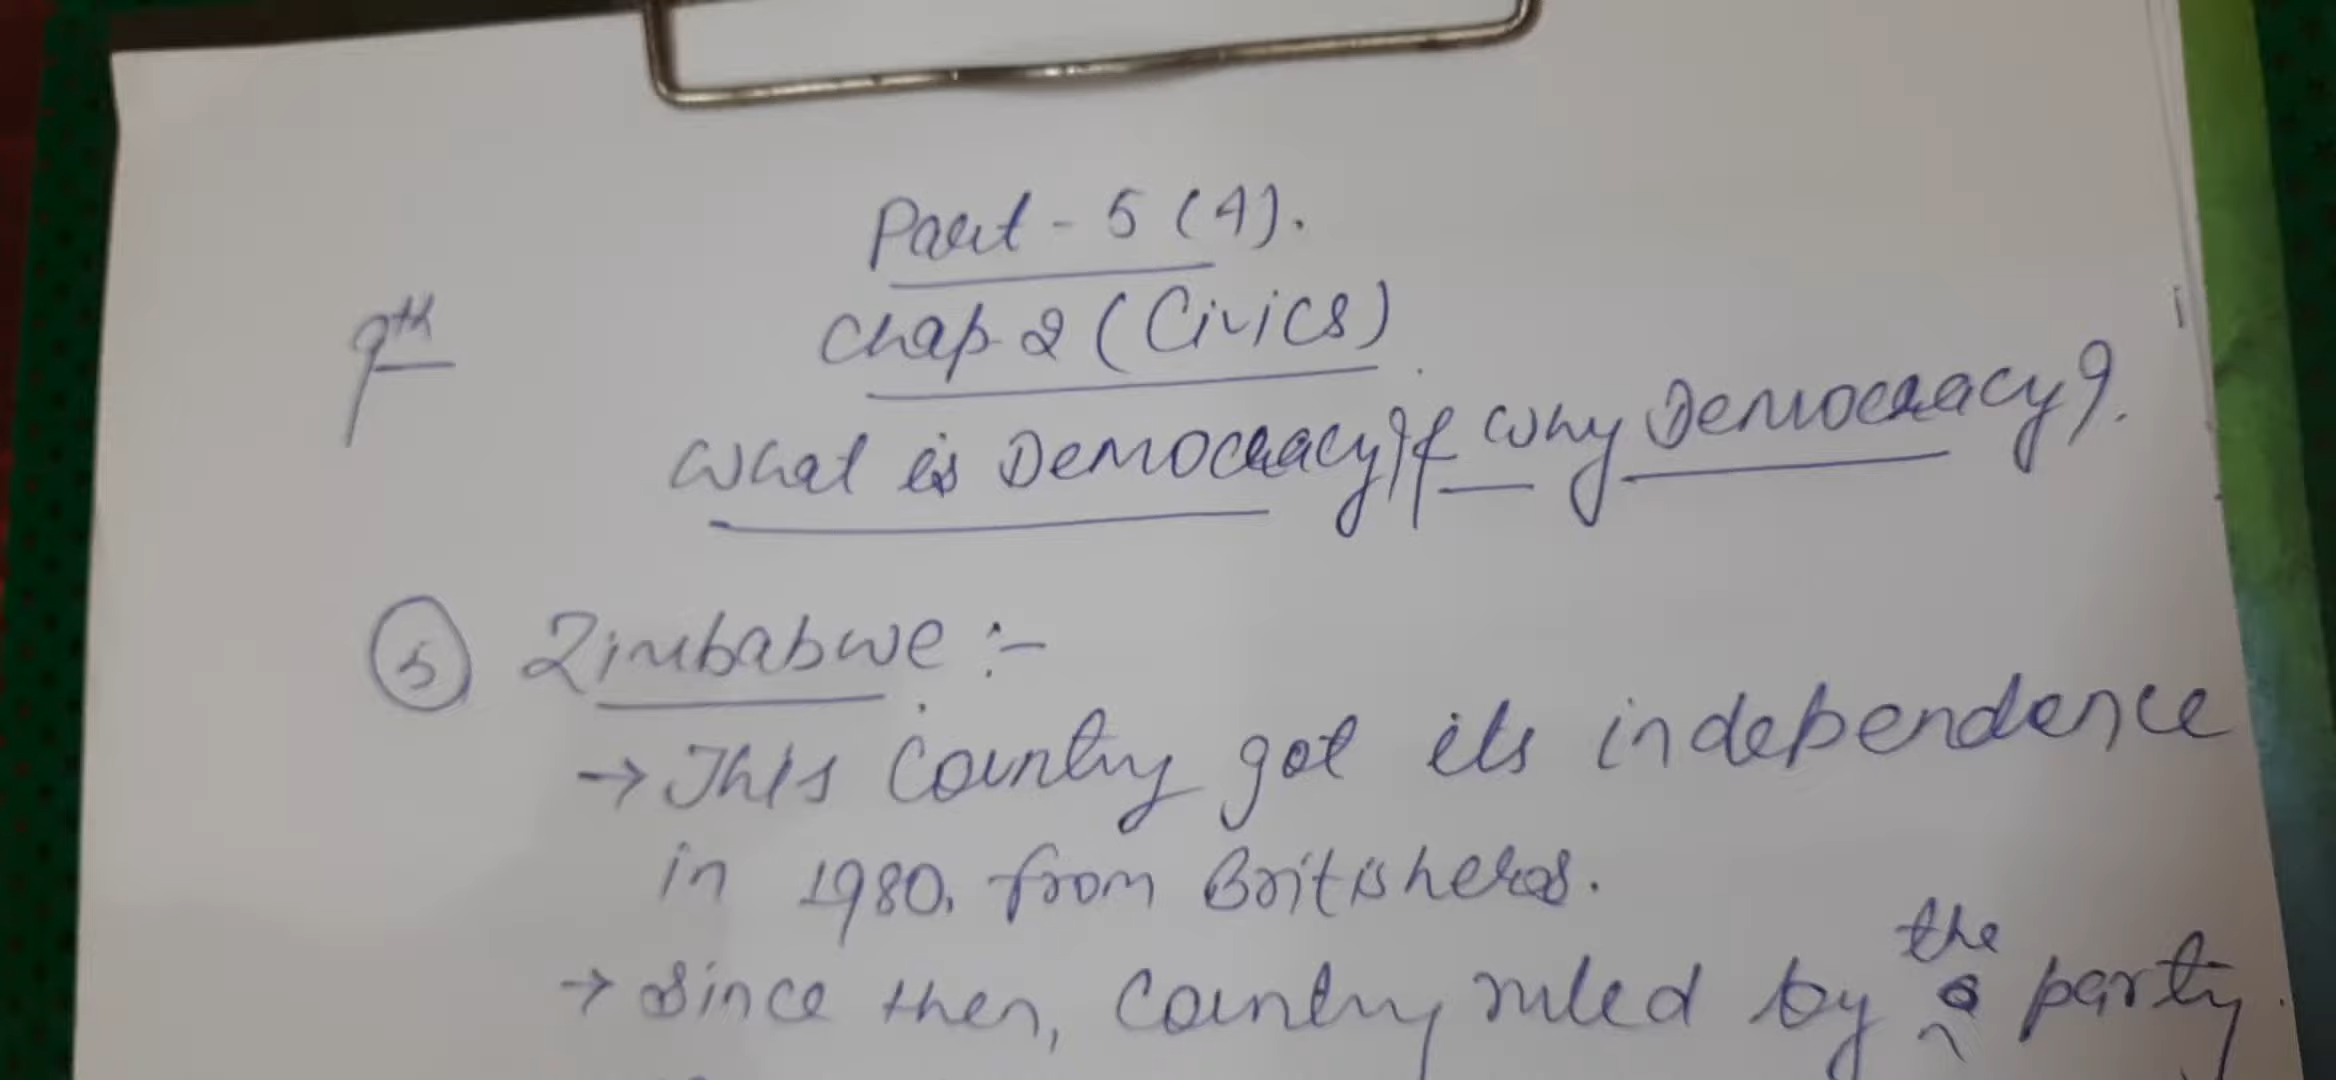 Part - 5 (4).
9th
Chap 2 (Civics)
What is Democracy? & Why Democracy?
5 Zimbabwe :-
→ This Country got its independence
in 1980. from Britishers.
the
→ Since then, Country ruled by party.